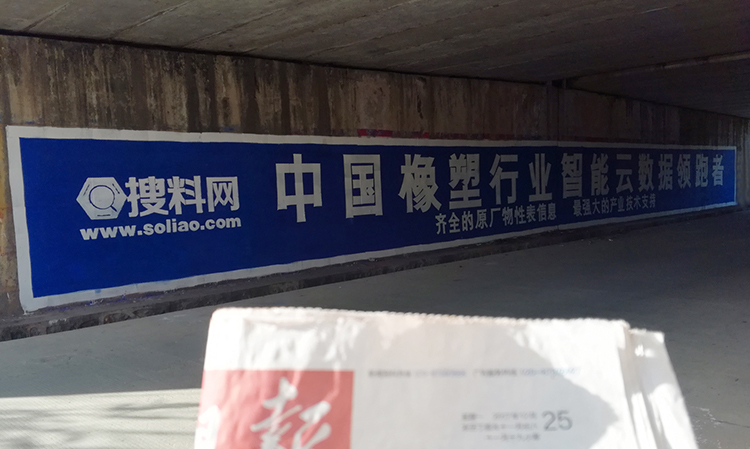 搜料网
www.soliao.com
中国橡塑行业智能云数据领跑者
齐全的原厂物性表信息 最强大的产业技术支持
报
25